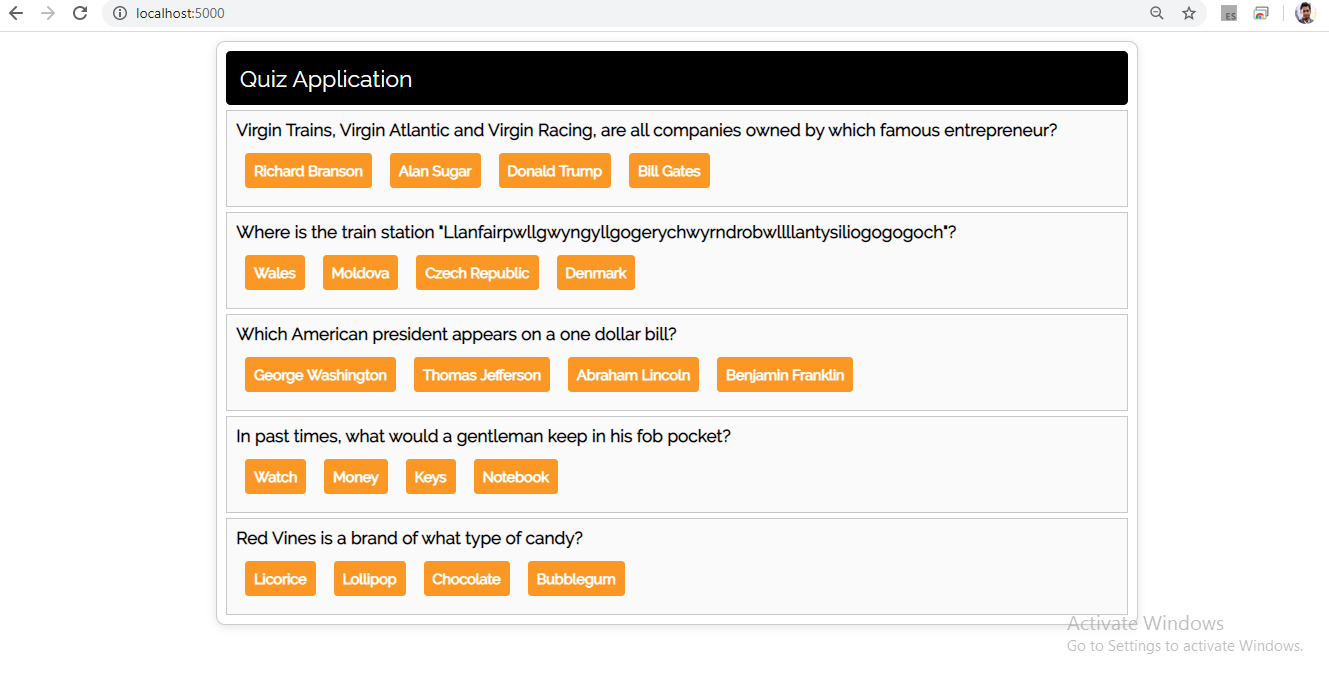 localhost:5000
ES
Quiz Application
Virgin Trains, Virgin Atlantic and Virgin Racing, are all companies owned by which famous entrepreneur?
Richard Branson Alan Sugar Donald Trump Bill Gates
Where is the train station "Llanfairpwllgwyngyllgogerychwyrndrobwllllantysiliogogogoch"?
Wales Moldova Czech Republic Denmark
Which American president appears on a one dollar bill?
George Washington Thomas Jefferson Abraham Lincoln Benjamin Franklin
In past times, what would a gentleman keep in his fob pocket?
Watch Money Keys Notebook
Red Vines is a brand of what type of candy?
Licorice Lollipop Chocolate Bubblegum
Activate Windows
Go to Settings to activate Windows.